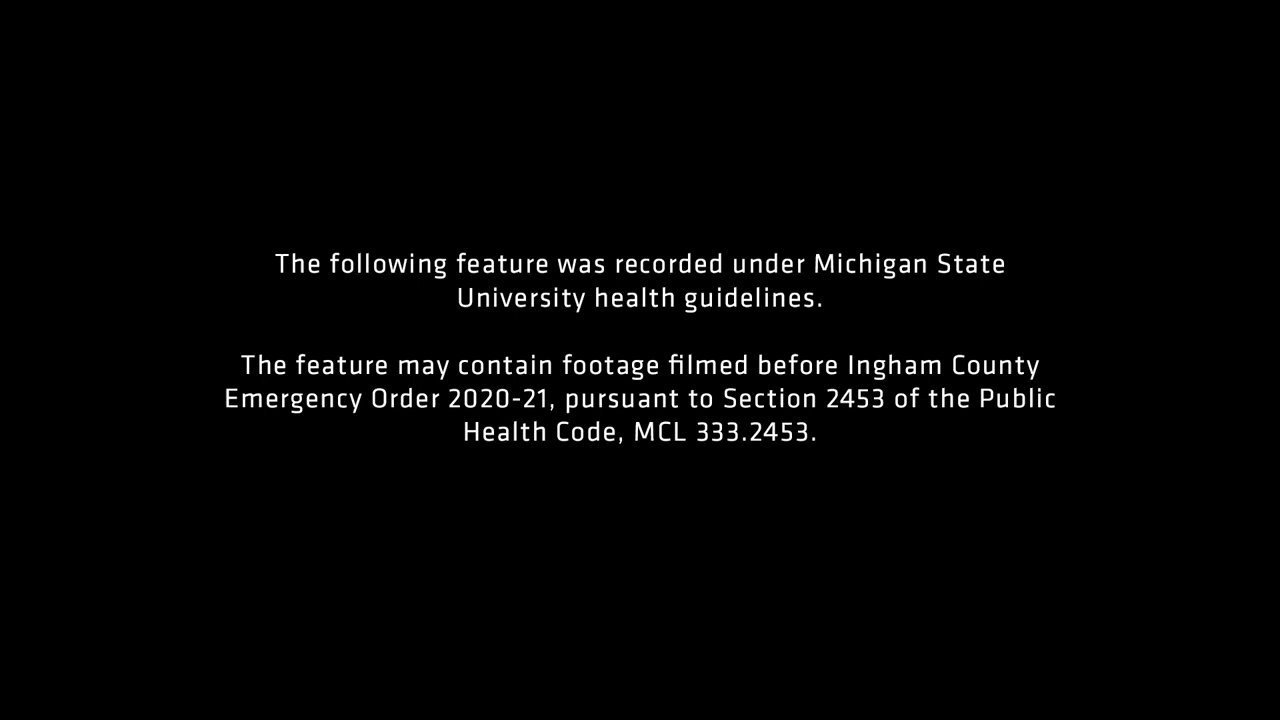 The following feature was recorded under Michigan State
University health guidelines.
The feature may contain footage filmed before Ingham County
Emergency Order 2020-21, pursuant to Section 2453 of the Public
Health Code, MCL 333.2453.